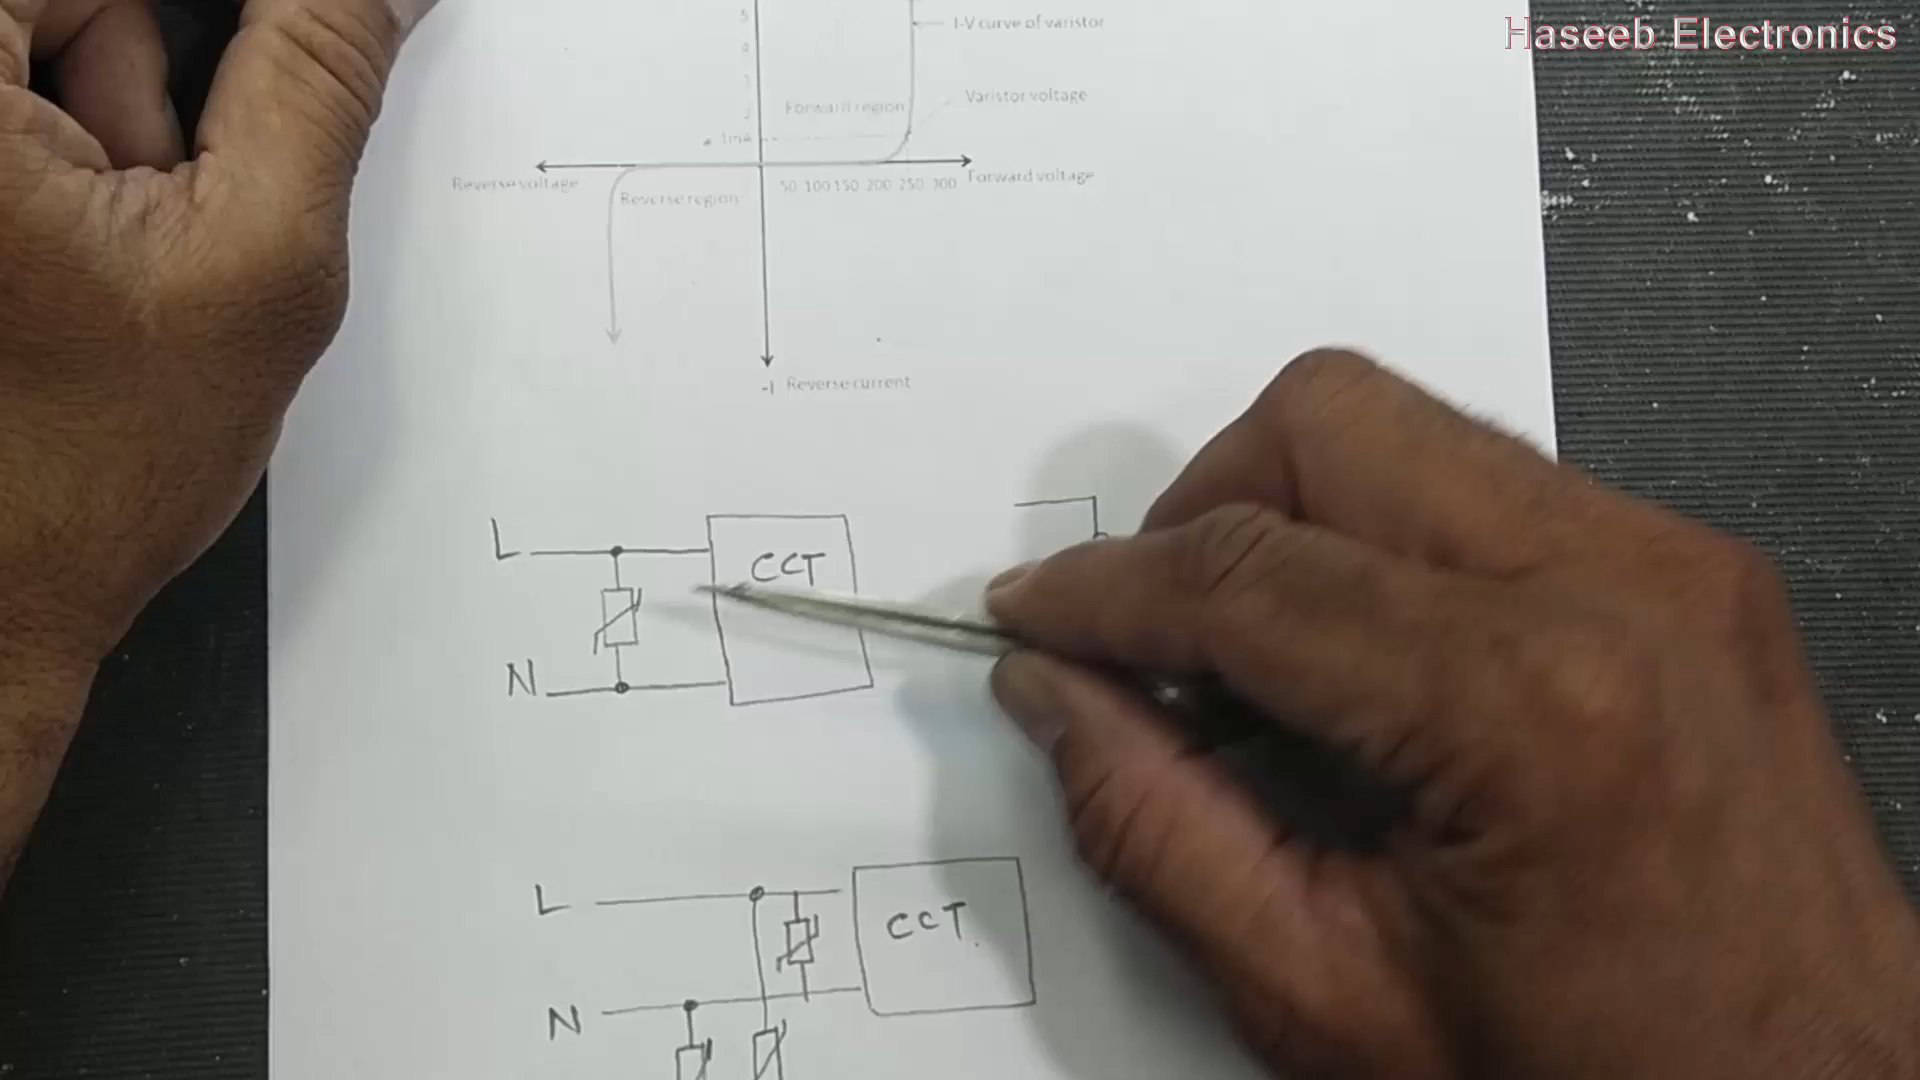 Haseeb Electronics
5
I-V curve of varistor
4
3
Varistor voltage
2
Forward region
1mA
Reverse voltage
50 100 150 200 250 300
Forward voltage
Reverse region
-I Reverse current
L
CCT
N
L
CCT.
N